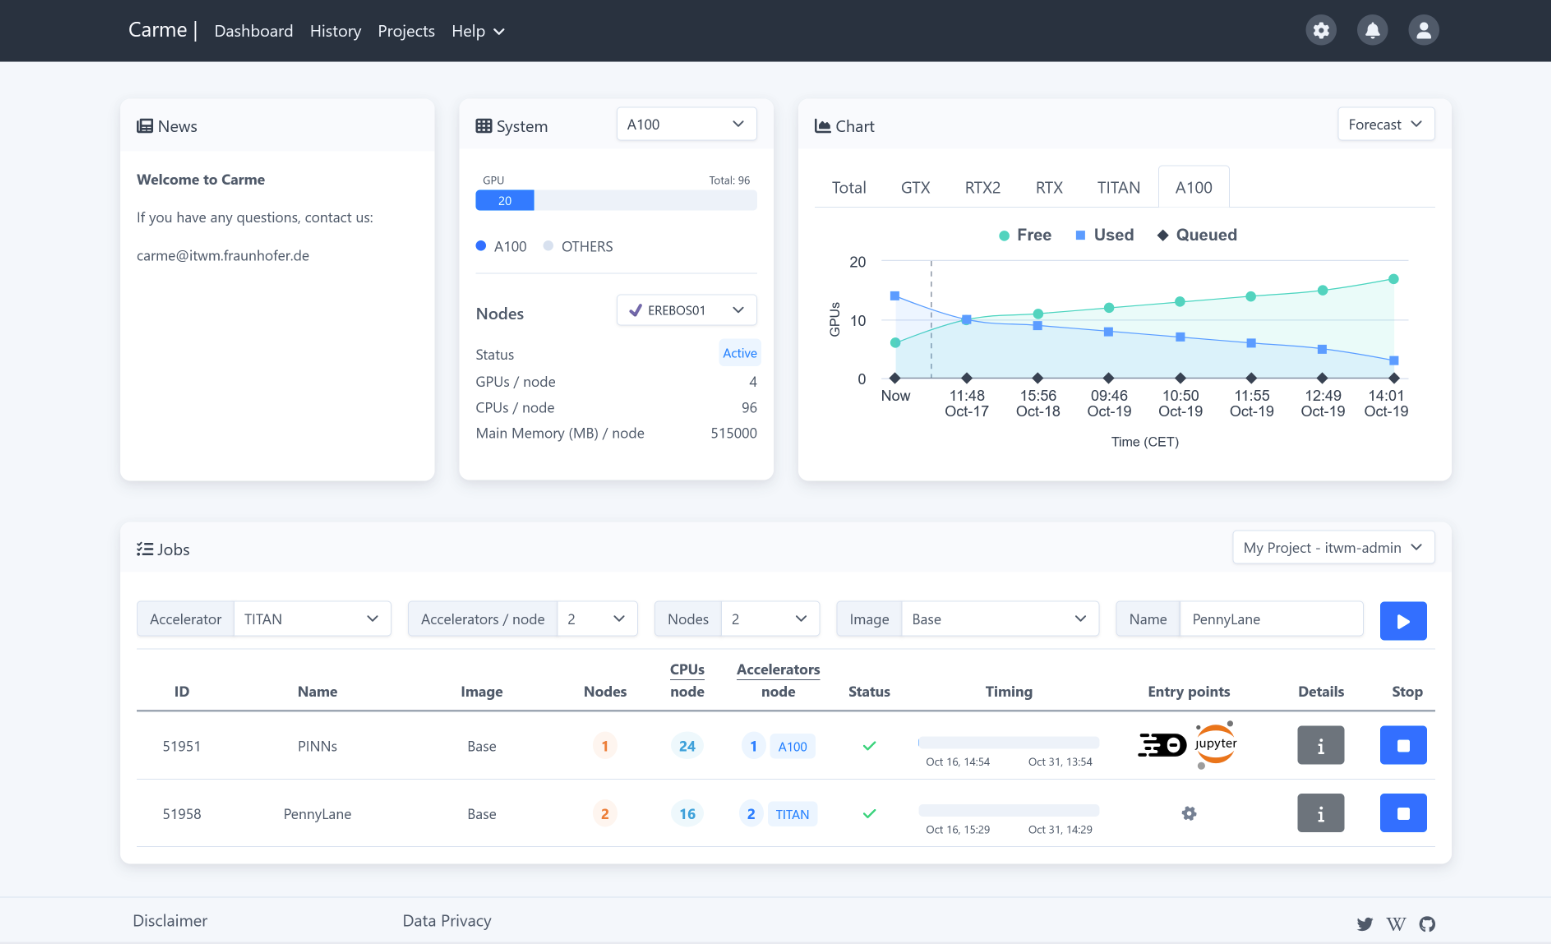 Carme | Dashboard History Projects Help
News
Welcome to Carme
If you have any questions, contact us:
carme@itwm.fraunhofer.de
System A100
GPU Total: 96
20
A100 OTHERS
Nodes EREBOS01
Status Active
GPUs / node 4
CPUs / node 96
Main Memory (MB) / node 515000
Chart Forecast
Total GTX RTX2 RTX TITAN A100
Free Used Queued
20
10
0
GPUs
Now 11:48 15:56 09:46 10:50 11:55 12:49 14:01
Oct-17 Oct-18 Oct-19 Oct-19 Oct-19 Oct-19 Oct-19
Time (CET)
Jobs My Project - itwm-admin
Accelerator TITAN Accelerators / node 2 Nodes 2 Image Base Name PennyLane
CPUs Accelerators
ID Name Image Nodes node node Status Timing Entry points Details Stop
51951 PINNs Base 1 24 1 A100 jupyter
Oct 16, 14:54 Oct 31, 13:54
51958 PennyLane Base 2 16 2 TITAN
Oct 16, 15:29 Oct 31, 14:29
Disclaimer Data Privacy